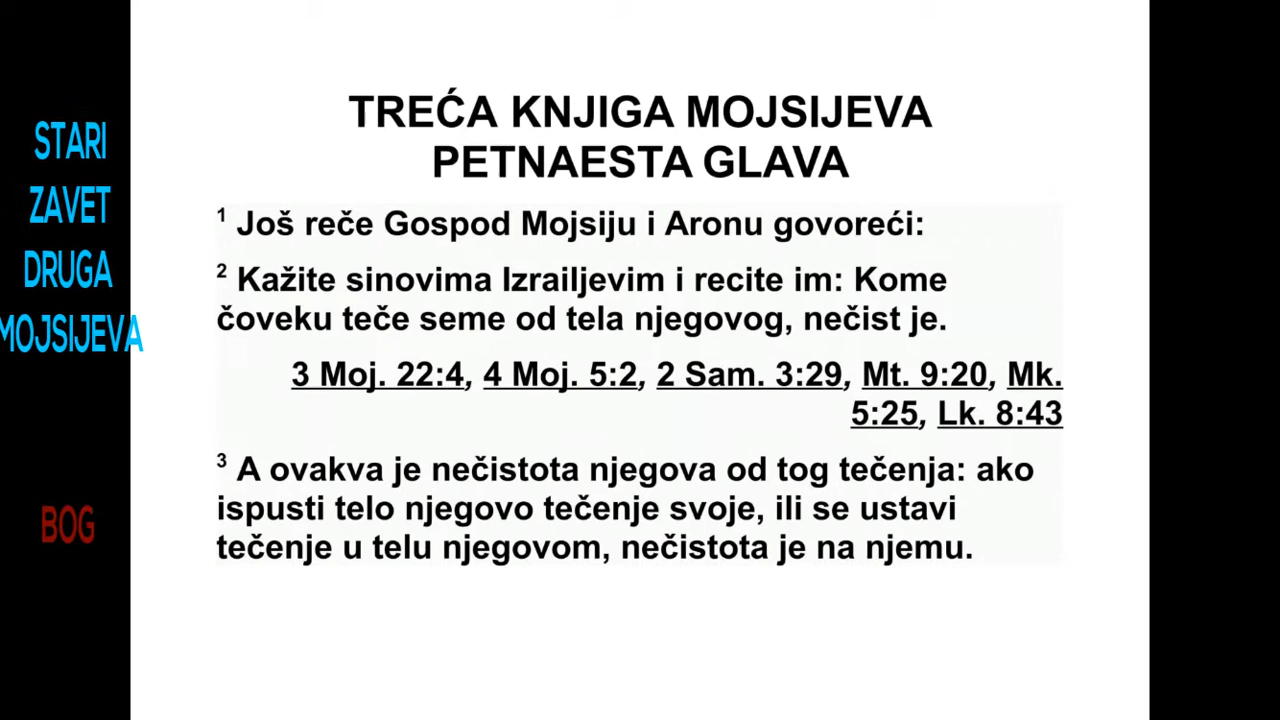 STARI
ZAVET
DRUGA
MOJSIJEVA
BOG
TREĆA KNJIGA MOJSIJEVA
PETNAESTA GLAVA
1 Još reče Gospod Mojsiju i Aronu govoreći:
2 Kažite sinovima Izrailjevim i recite im: Kome
čoveku teče seme od tela njegovog, nečist je.
3 Moj. 22:4, 4 Moj. 5:2, 2 Sam. 3:29, Mt. 9:20, Mk.
5:25, Lk. 8:43
3 A ovakva je nečistota njegova od tog tečenja: ako
ispusti telo njegovo tečenje svoje, ili se ustavi
tečenje u telu njegovom, nečistota je na njemu.